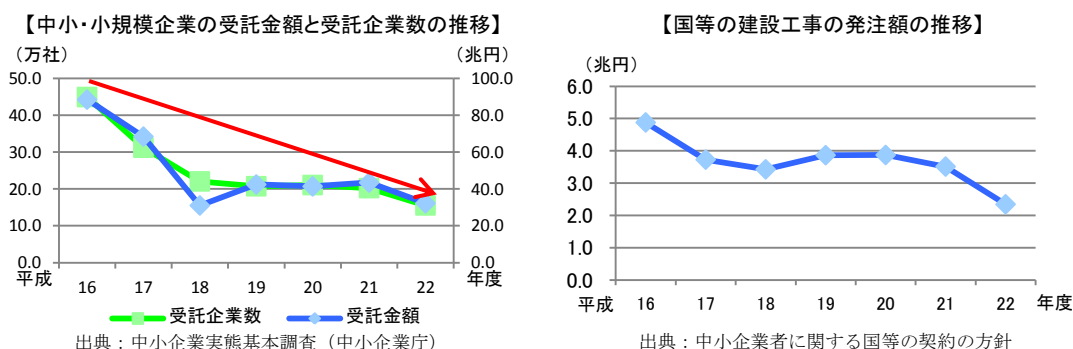 【中小・小規模企業の受託金額と受託企業数の推移】
（万社）
（兆円）
50.0
40.0
30.0
20.0
10.0
0.0
100.0
80.0
60.0
40.0
20.0
0.0
平成 16 17 18 19 20 21 22 年度
受託企業数 受託金額
出典：中小企業実態基本調査（中小企業庁）
【国等の建設工事の発注額の推移】
（兆円）
6.0
5.0
4.0
3.0
2.0
1.0
0.0
平成 16 17 18 19 20 21 22 年度
出典：中小企業者に関する国等の契約の方針